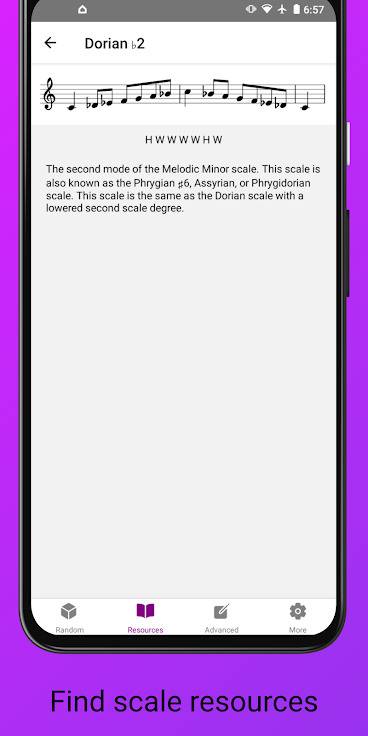 6:57
Dorian ♭2
H W W W W H W
The second mode of the Melodic Minor scale. This scale is
also known as the Phrygian ♯6, Assyrian, or Phrygidorian
scale. This scale is the same as the Dorian scale with a
lowered second scale degree.
Random Resources Advanced More
Find scale resources